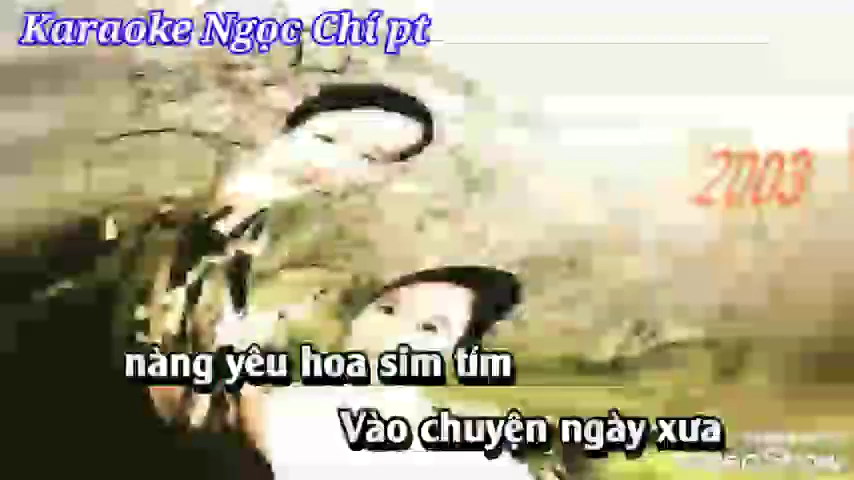 Karaoke Ngọc Chí pt
2003
nàng yêu hoa sim tím
Vào chuyện ngày xưa